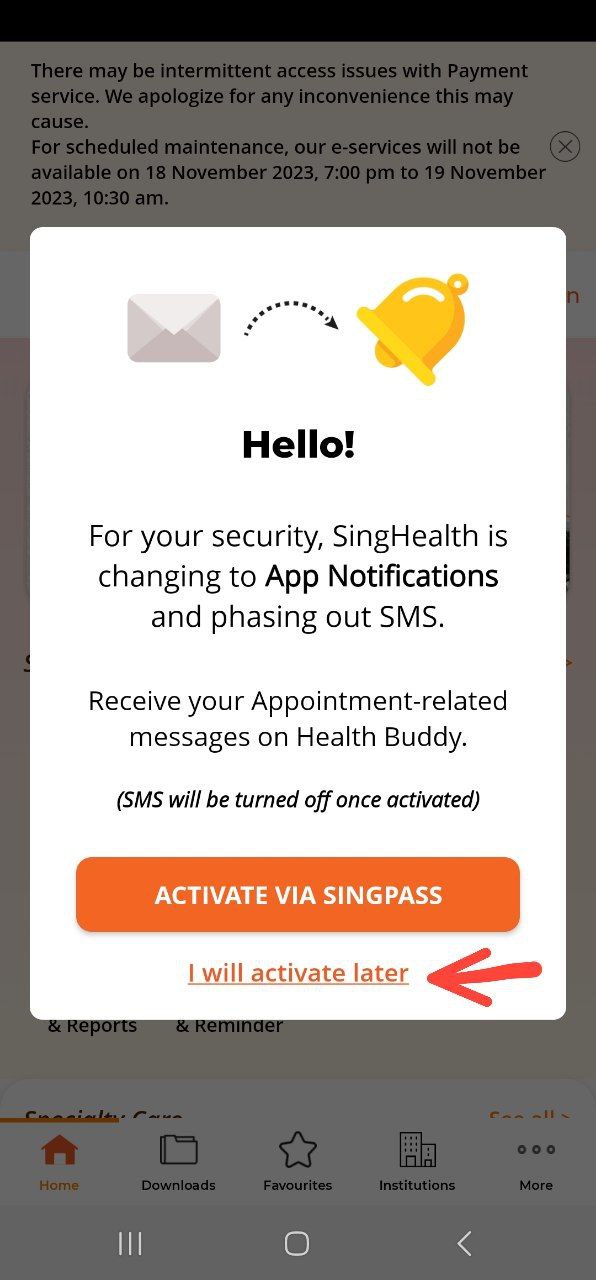 There may be intermittent access issues with Payment
service. We apologize for any inconvenience this may
cause.
For scheduled maintenance, our e-services will not be
available on 18 November 2023, 7:00 pm to 19 November
2023, 10:30 am.
Hello!
For your security, SingHealth is
changing to App Notifications
and phasing out SMS.
Receive your Appointment-related
messages on Health Buddy.
(SMS will be turned off once activated)
ACTIVATE VIA SINGPASS
I will activate later
& Reports & Reminder
Specialty Care See all >
Home Downloads Favourites Institutions More